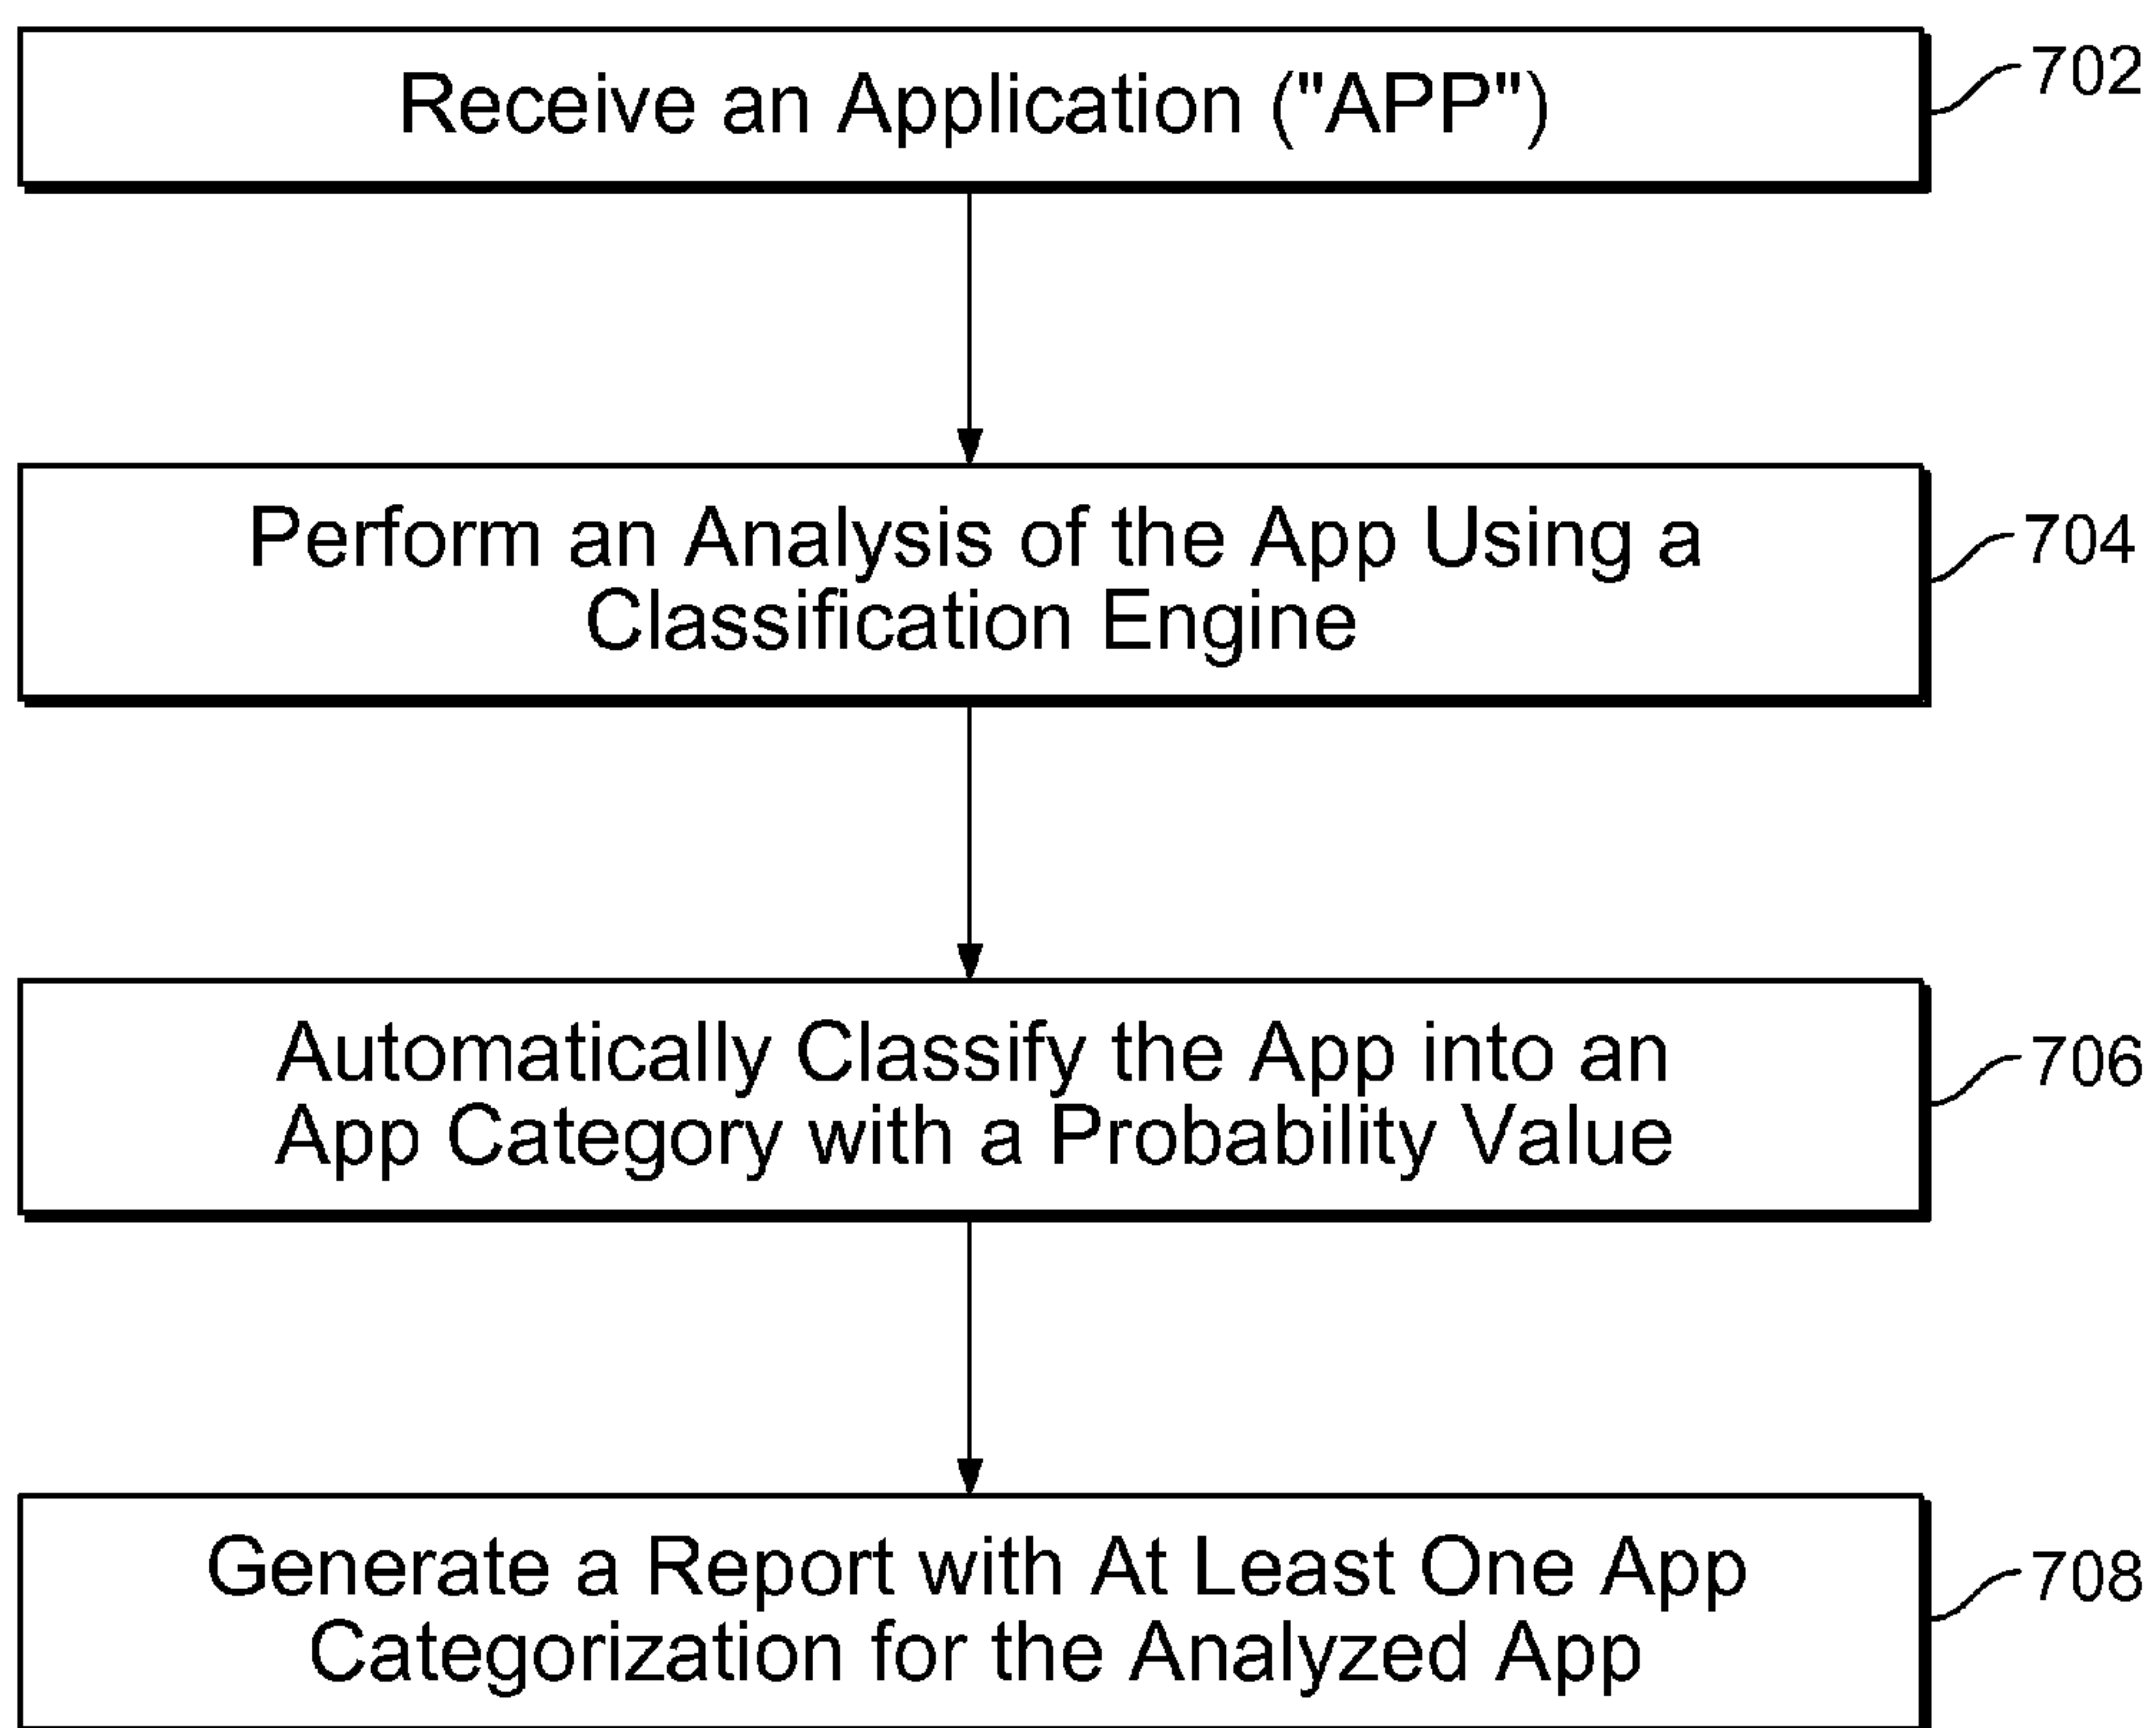 Receive an Application ("APP")
702
Perform an Analysis of the App Using a
Classification Engine
704
Automatically Classify the App into an
App Category with a Probability Value
706
Generate a Report with At Least One App
Categorization for the Analyzed App
708